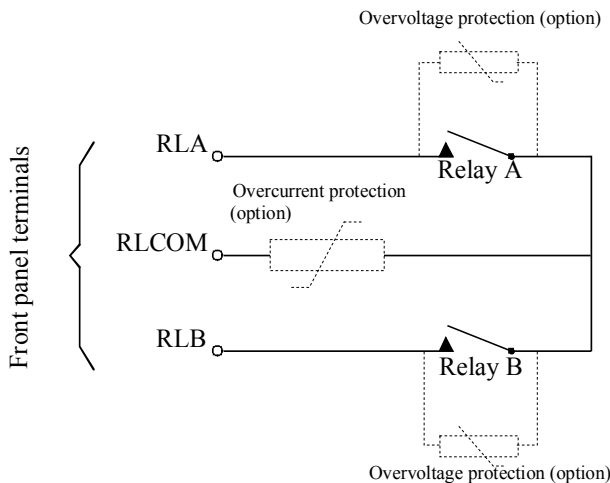 Overvoltage protection (option)
RLA
Relay A
Overcurrent protection
(option)
RLCOM
Front panel terminals
RLB
Relay B
Overvoltage protection (option)